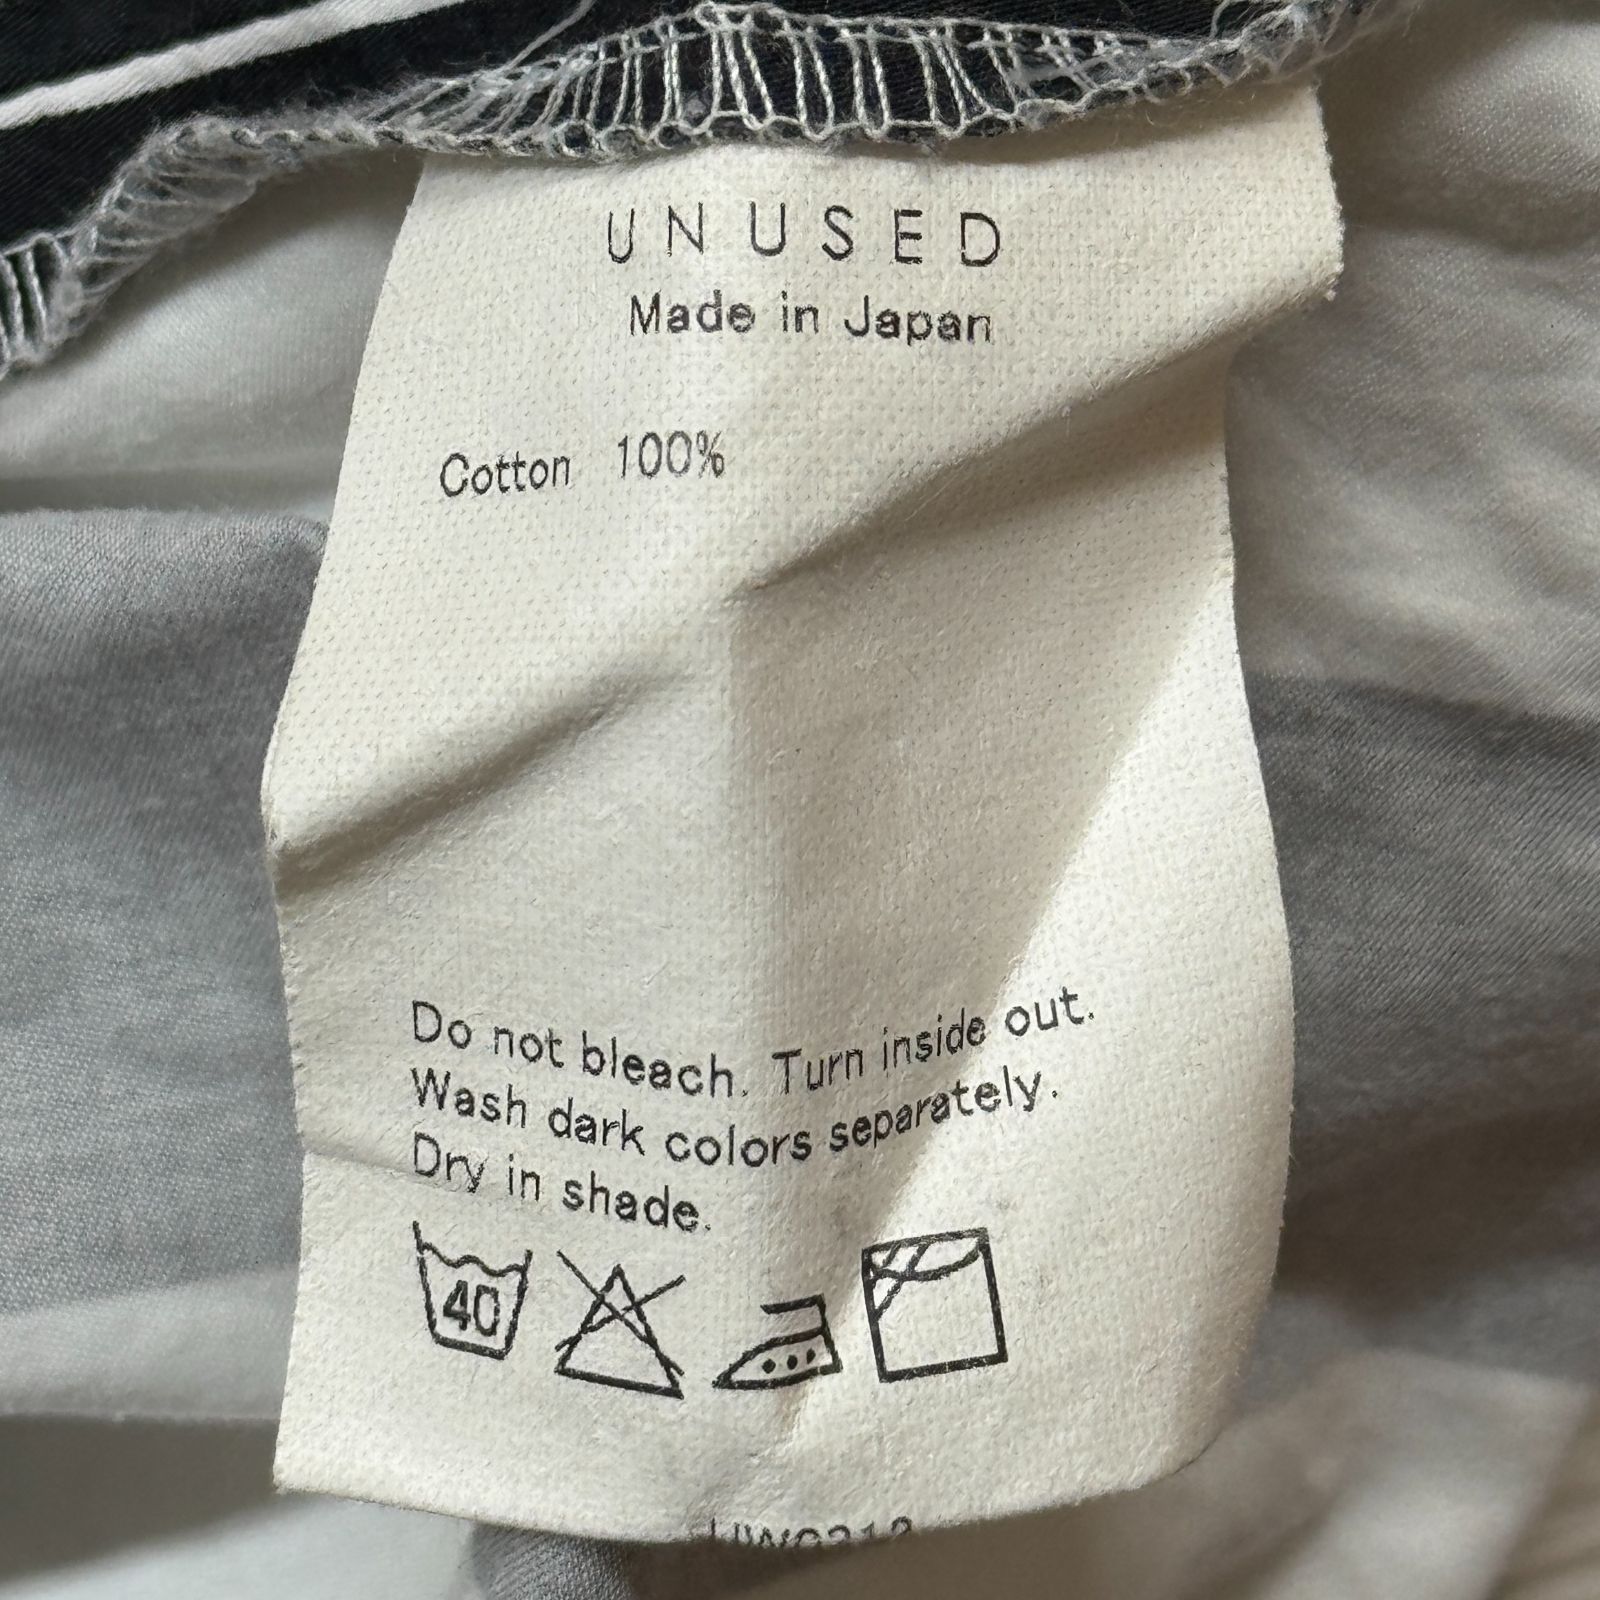 UNUSED
Made in Japan
Cotton 100%
Do not bleach. Turn inside out.
Wash dark colors separately.
Dry in shade.
40